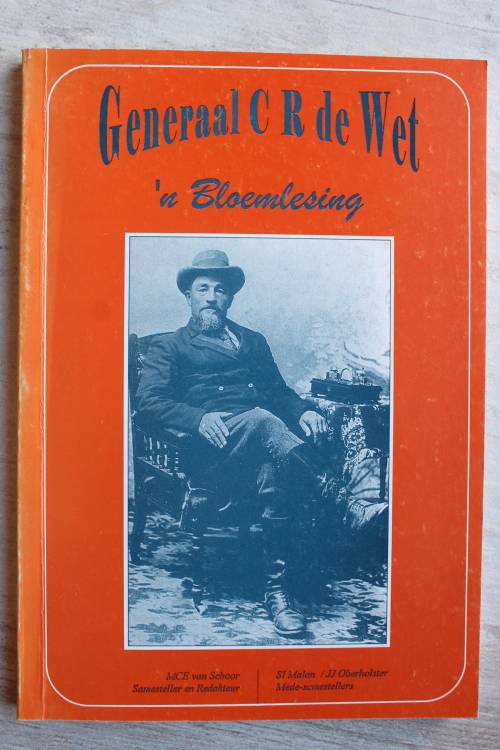 Generaal C R de Wet
'n Bloemlesing
MCE van Schoor
Samesteller en Redakteur
SI Malan / JJ Oberholster
Mede-samestellers